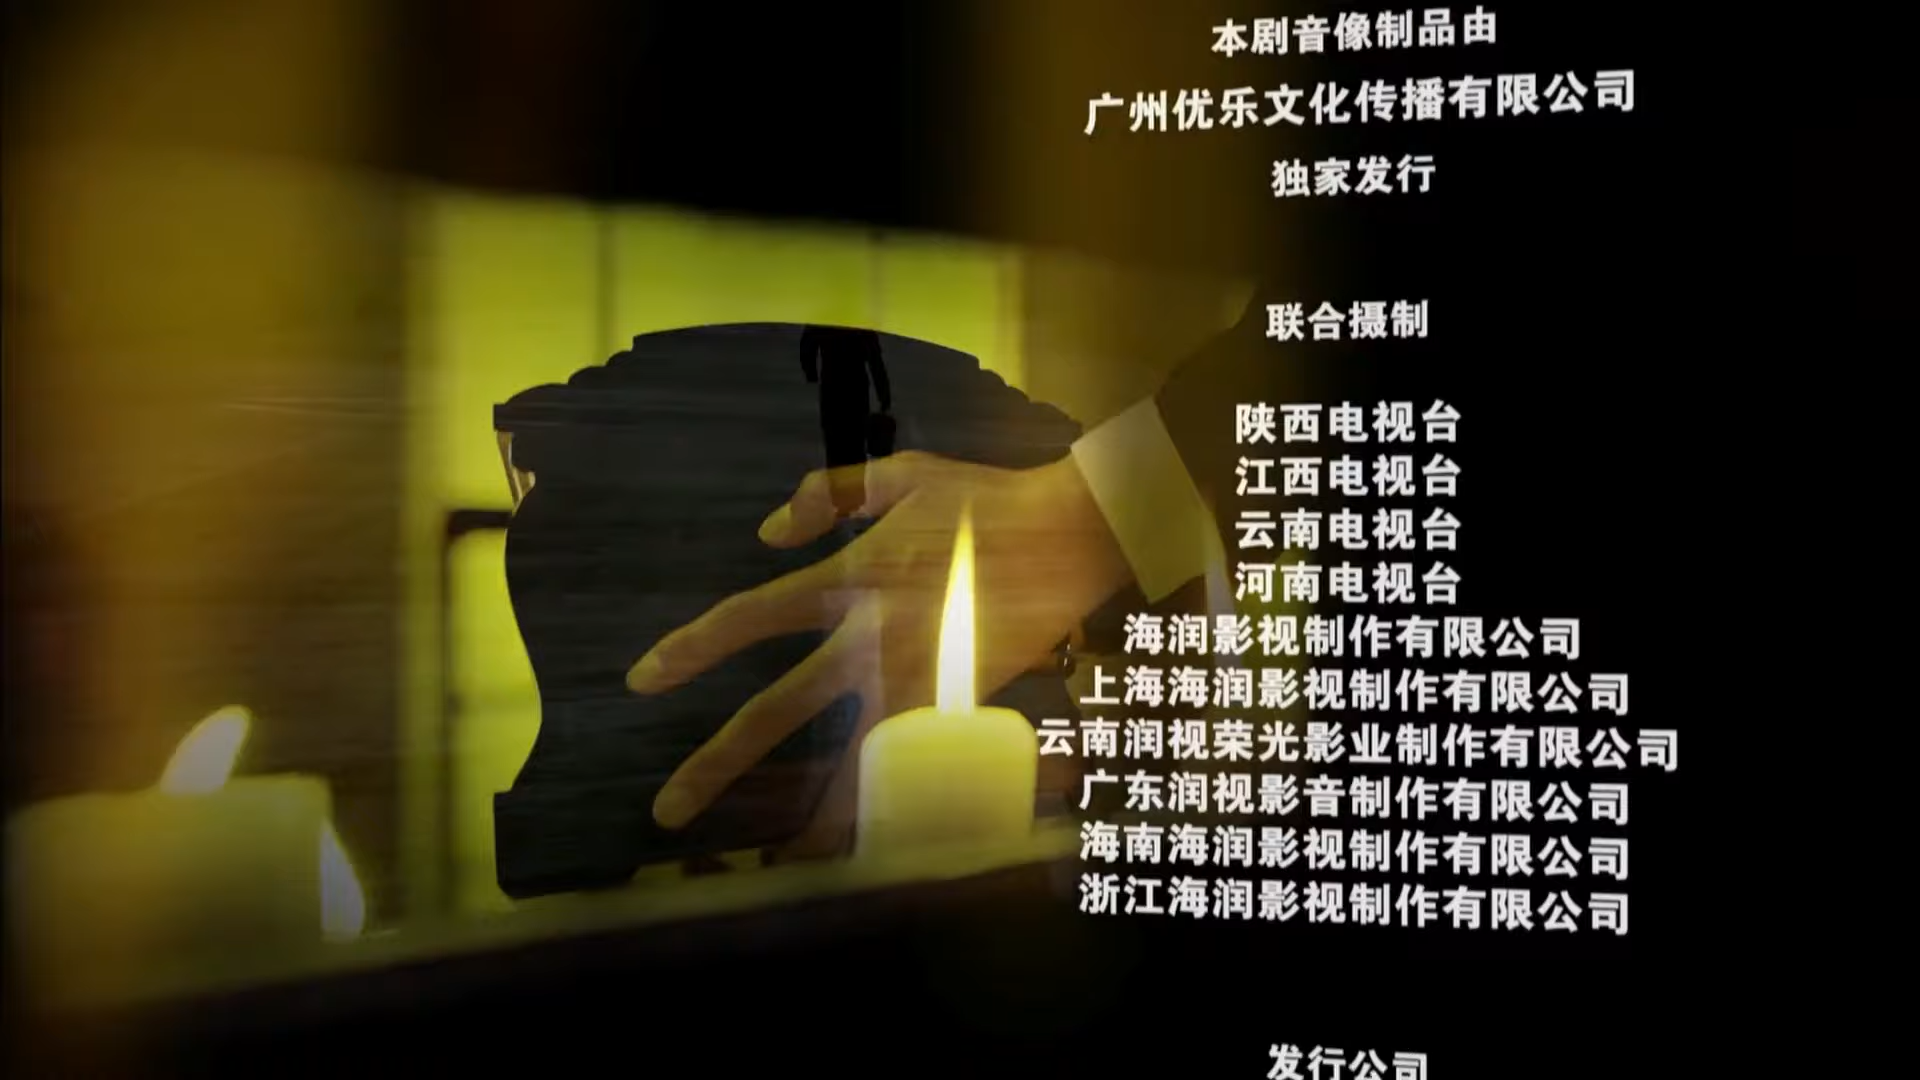 本剧音像制品由
广州优乐文化传播有限公司
独家发行
联合摄制
陕西电视台
江西电视台
云南电视台
河南电视台
海润影视制作有限公司
上海海润影视制作有限公司
云南润视荣光影业制作有限公司
广东润视影音制作有限公司
海南海润影视制作有限公司
浙江海润影视制作有限公司
发行公司